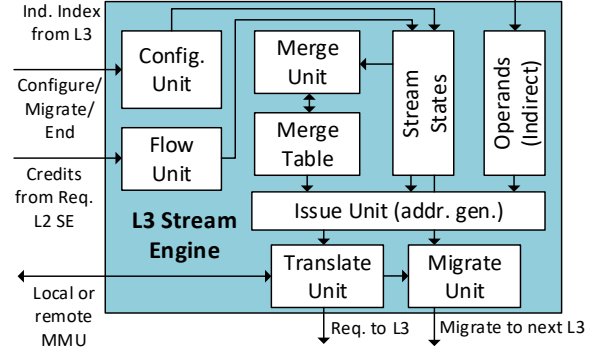 Ind. Index
from L3
Configure/
Migrate/
End
Credits
from Req.
L2 SE
Local or
remote
MMU
Config.
Unit
Flow
Unit
Merge
Unit
Merge
Table
Stream
States
Operands
(Indirect)
Issue Unit (addr. gen.)
L3 Stream
Engine
Translate
Unit
Migrate
Unit
Req. to L3
Migrate to next L3